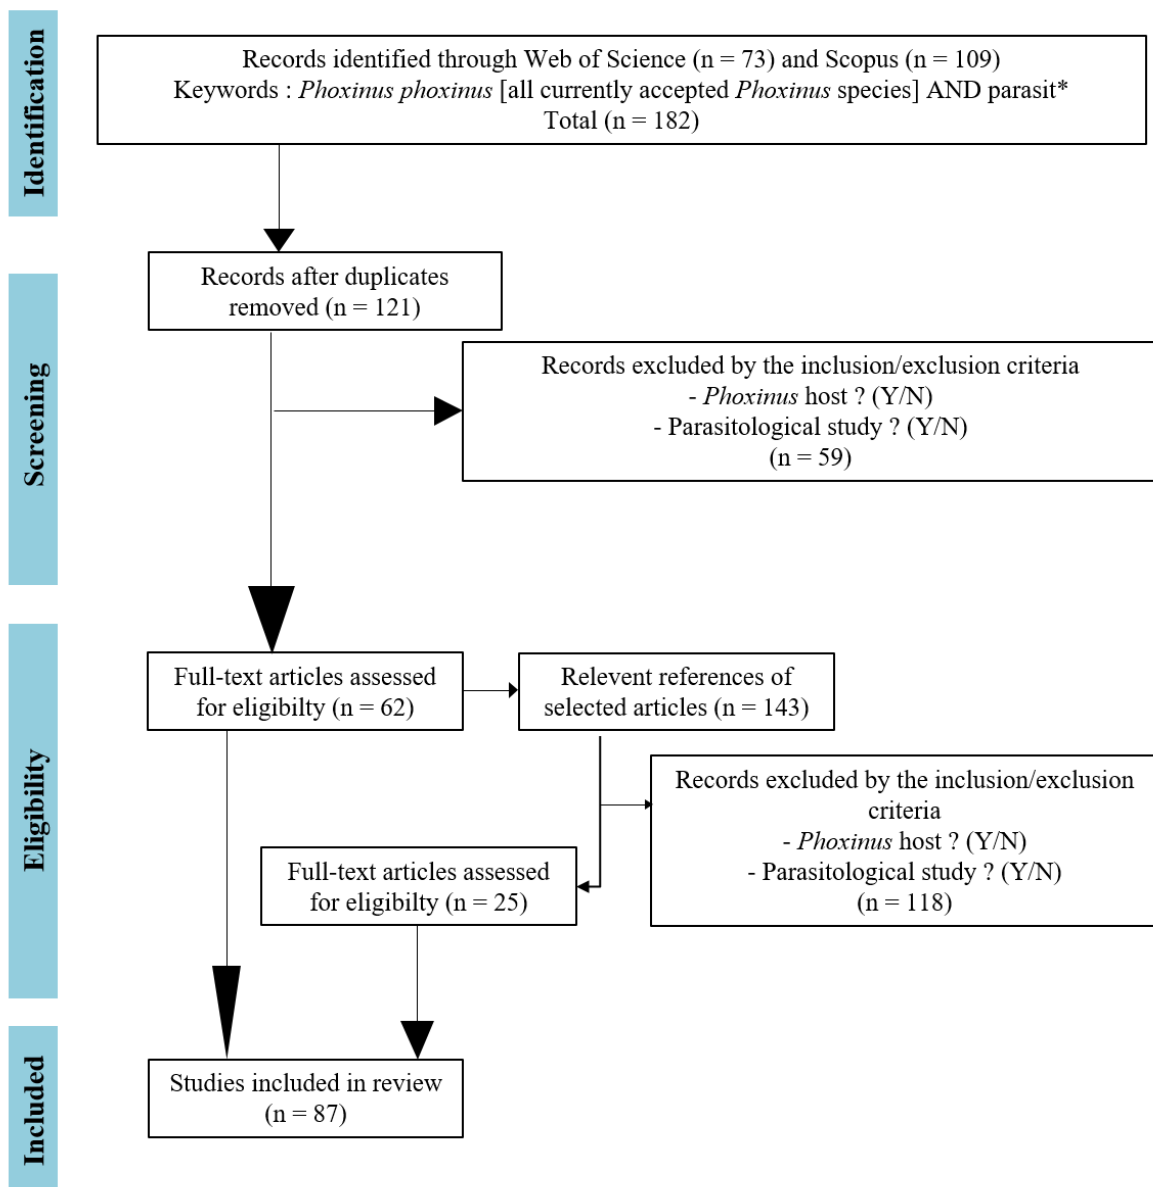 Identification
Records identified through Web of Science (n = 73) and Scopus (n = 109)
Keywords : Phoxinus phoxinus [all currently accepted Phoxinus species] AND parasit*
Total (n = 182)
Screening
Records after duplicates
removed (n = 121)
Records excluded by the inclusion/exclusion criteria
- Phoxinus host ? (Y/N)
- Parasitological study ? (Y/N)
(n = 59)
Eligibility
Full-text articles assessed
for eligibilty (n = 62)
Relevent references of
selected articles (n = 143)
Records excluded by the inclusion/exclusion
criteria
- Phoxinus host ? (Y/N)
- Parasitological study ? (Y/N)
(n = 118)
Full-text articles assessed
for eligibilty (n = 25)
Included
Studies included in review
(n = 87)